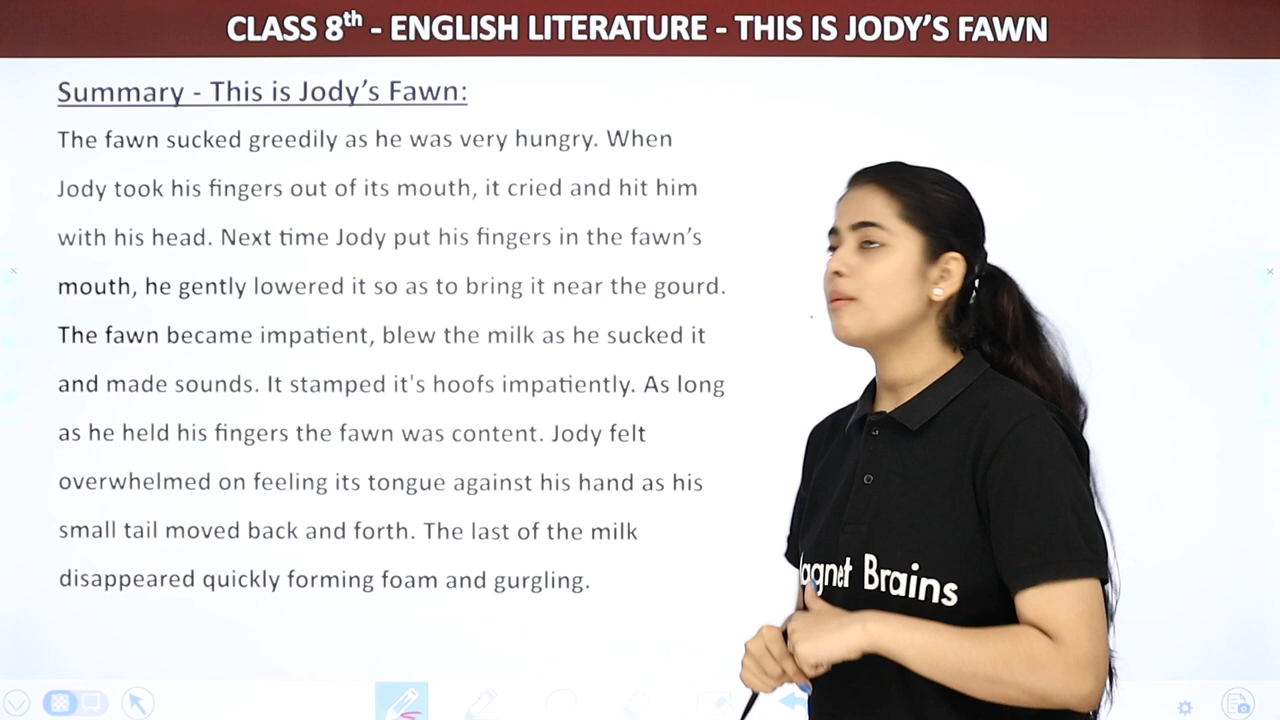 CLASS 8th - ENGLISH LITERATURE - THIS IS JODY'S FAWN
Summary - This is Jody's Fawn:
The fawn sucked greedily as he was very hungry. When
Jody took his fingers out of its mouth, it cried and hit him
with his head. Next time Jody put his fingers in the fawn's
mouth, he gently lowered it so as to bring it near the gourd.
The fawn became impatient, blew the milk as he sucked it
and made sounds. It stamped it's hoofs impatiently. As long
as he held his fingers the fawn was content. Jody felt
overwhelmed on feeling its tongue against his hand as his
small tail moved back and forth. The last of the milk
disappeared quickly forming foam and gurgling.
agnet Brains